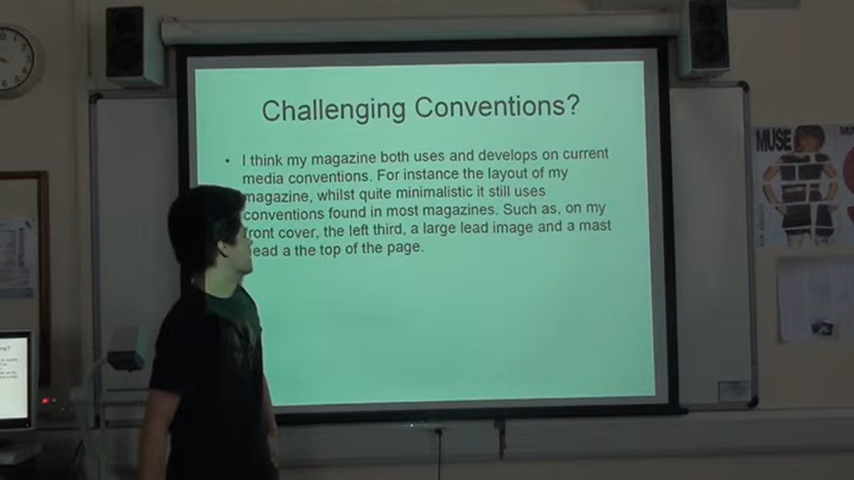 Challenging Conventions?
• I think my magazine both uses and develops on current
media conventions. For instance the layout of my
magazine, whilst quite minimalistic it still uses
conventions found in most magazines. Such as, on my
front cover, the left third, a large lead image and a mast
head a the top of the page.
MUSE